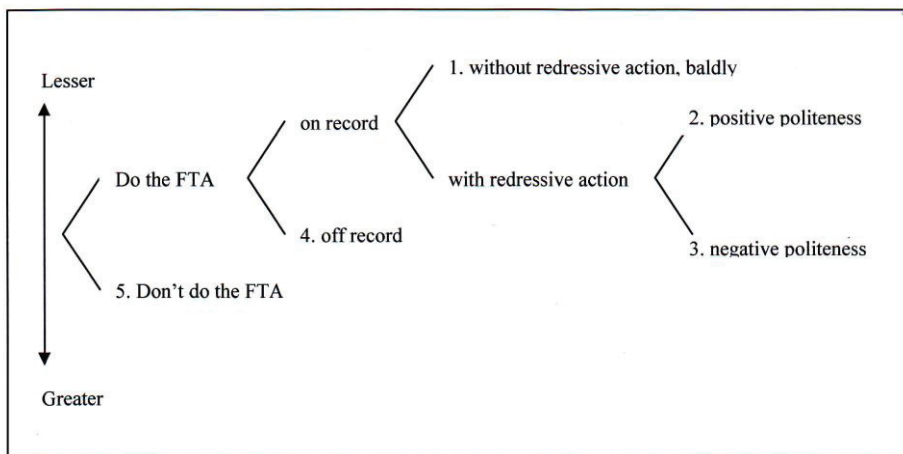 Lesser
1. without redressive action, baldly
on record
2. positive politeness
Do the FTA
with redressive action
4. off record
3. negative politeness
5. Don't do the FTA
Greater